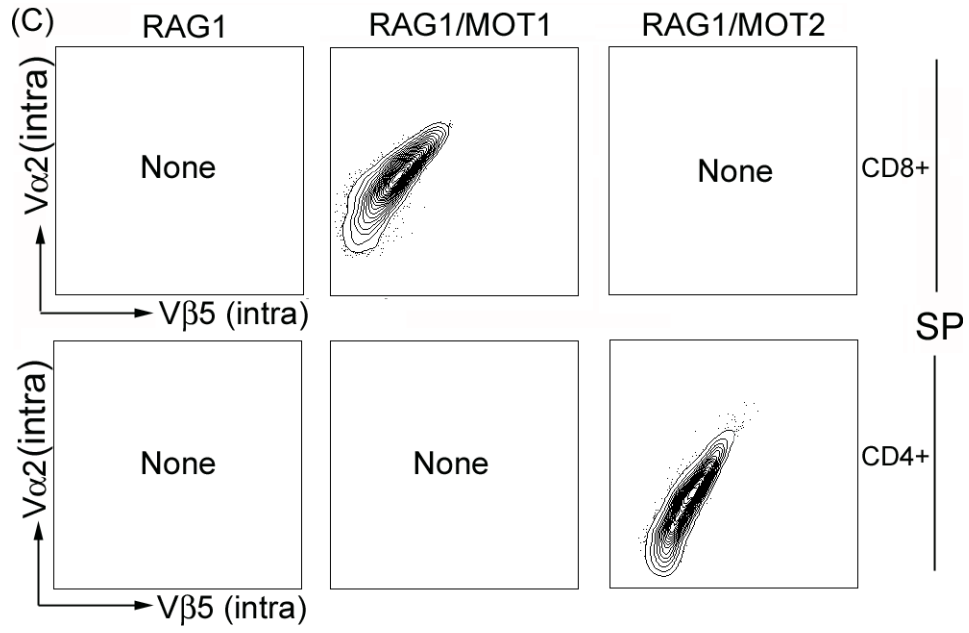 (C)
RAG1 RAG1/MOT1 RAG1/MOT2
Vα2(intra)
None
None
CD8+
Vβ5 (intra)
SP
Vα2(intra)
None
None
CD4+
Vβ5 (intra)